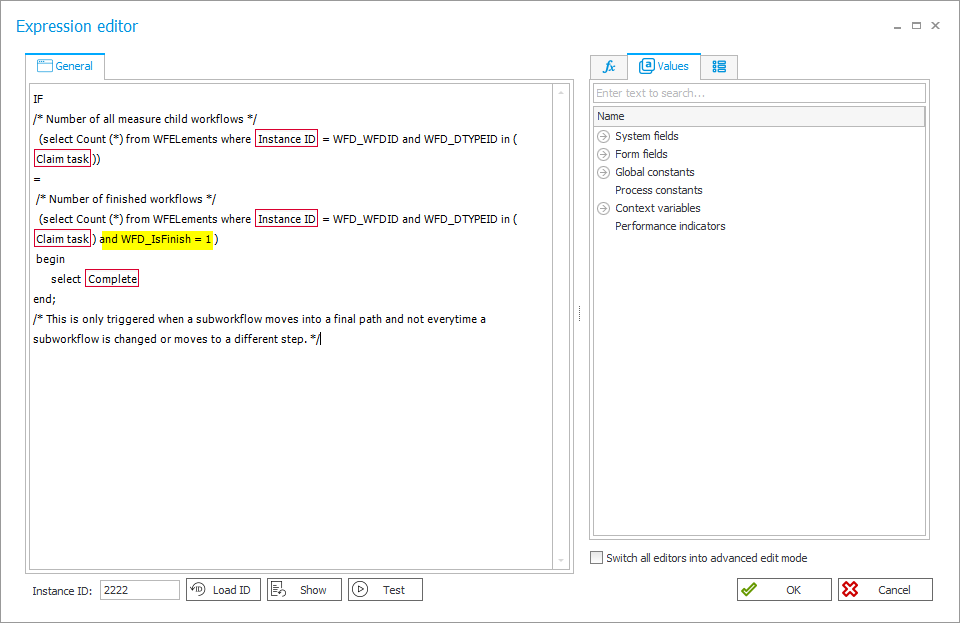 Expression editor
General
IF
/* Number of all measure child workflows */
(select Count (*) from WFELements where Instance ID = WFD_WFDID and WFD_DTYPEID in (
Claim task ))
=
/* Number of finished workflows */
(select Count (*) from WFELements where Instance ID = WFD_WFDID and WFD_DTYPEID in (
Claim task ) and WFD_IsFinish = 1 )
begin
select Complete
end;
/* This is only triggered when a subworkflow moves into a final path and not everytime a
subworkflow is changed or moves to a different step. */
Instance ID: 2222 Load ID Show Test
fx Values
Enter text to search...
Name
System fields
Form fields
Global constants
Process constants
Context variables
Performance indicators
Switch all editors into advanced edit mode
OK Cancel